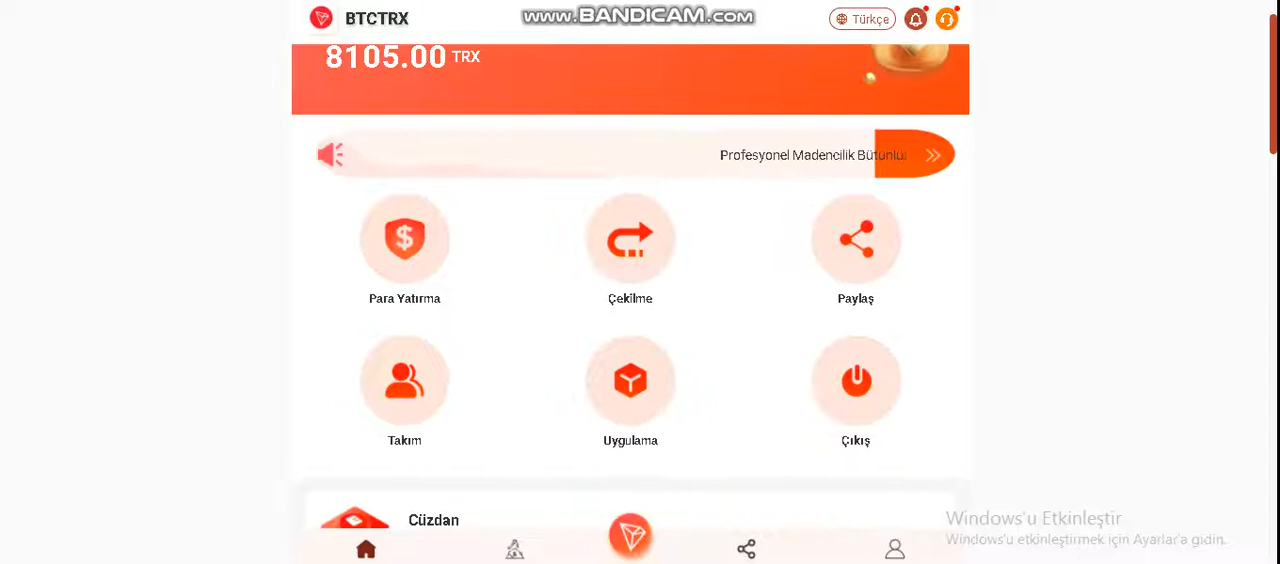 BTCTRX
www.BANDICAM.com
Türkçe
8105.00 TRX
Profesyonel Madencilik Bütünlü
Para Yatırma
Çekilme
Paylaş
Takım
Uygulama
Çıkış
Cüzdan
Windows'u Etkinleştir
Windows'u etkinleştirmek için Ayarlar'a gidin.